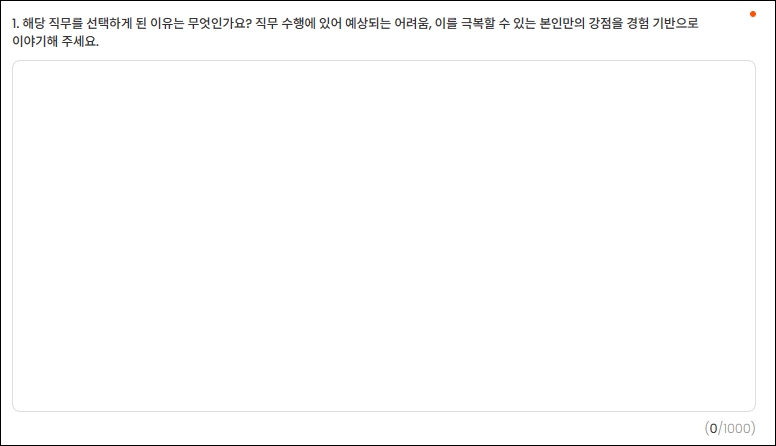 1. 해당 직무를 선택하게 된 이유는 무엇인가요? 직무 수행에 있어 예상되는 어려움, 이를 극복할 수 있는 본인만의 강점을 경험 기반으로
이야기해 주세요.
(0/1000)